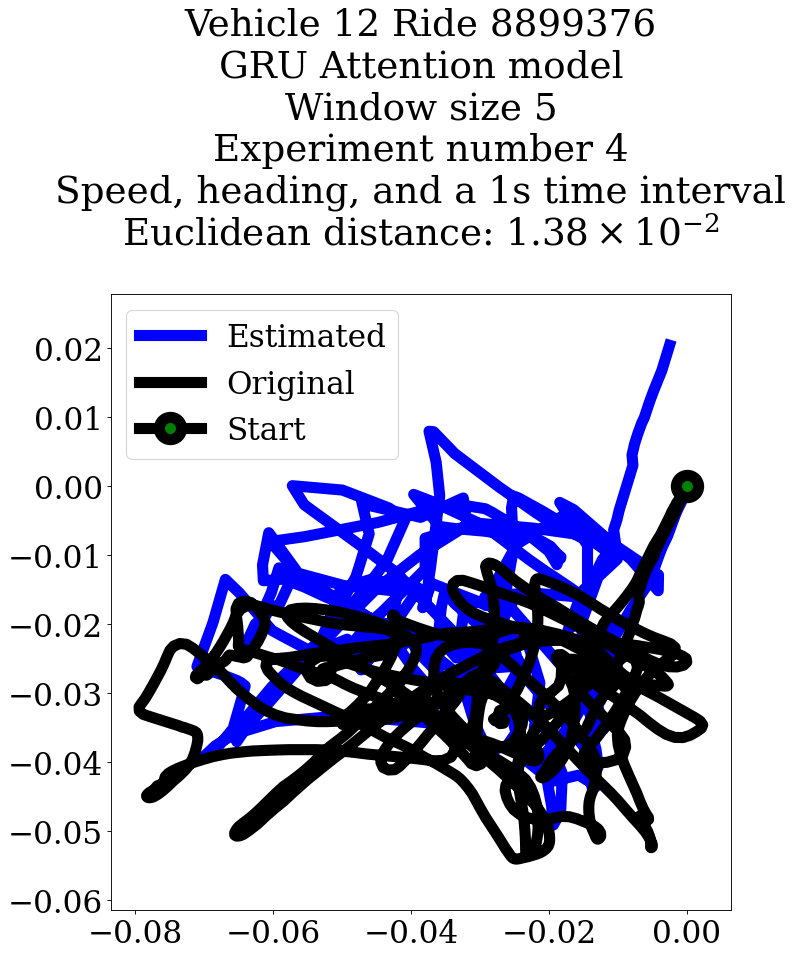 Vehicle 12 Ride 8899376
GRU Attention model
Window size 5
Experiment number 4
Speed, heading, and a 1s time interval
Euclidean distance: 1.38 × 10⁻²
Estimated
Original
Start
0.02
0.01
0.00
−0.01
−0.02
−0.03
−0.04
−0.05
−0.06
−0.08 −0.06 −0.04 −0.02 0.00